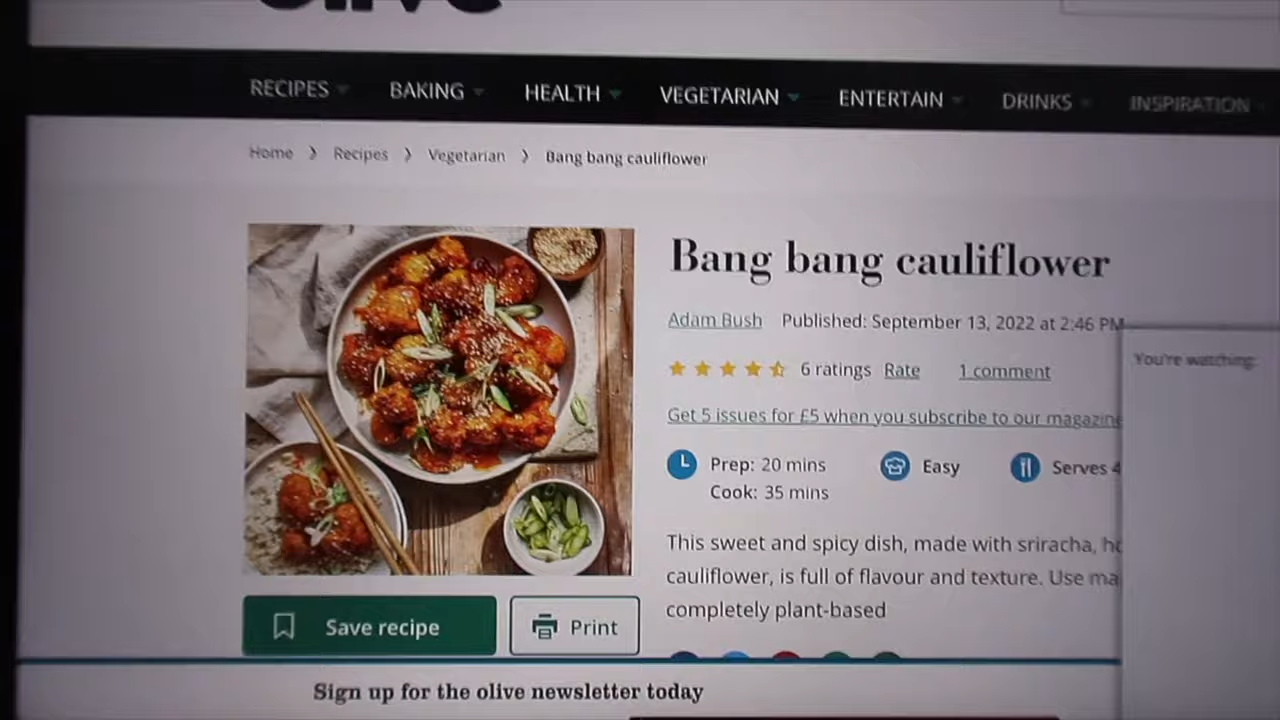 olive
RECIPES BAKING HEALTH VEGETARIAN ENTERTAIN DRINKS INSPIRATION
Home > Recipes > Vegetarian > Bang bang cauliflower
Bang bang cauliflower
Adam Bush Published: September 13, 2022 at 2:46 PM
You're watching:
6 ratings Rate 1 comment
Get 5 issues for £5 when you subscribe to our magazine
Prep: 20 mins Easy Serves 4
Cook: 35 mins
This sweet and spicy dish, made with sriracha, ho
cauliflower, is full of flavour and texture. Use ma
completely plant-based
Save recipe Print
Sign up for the olive newsletter today